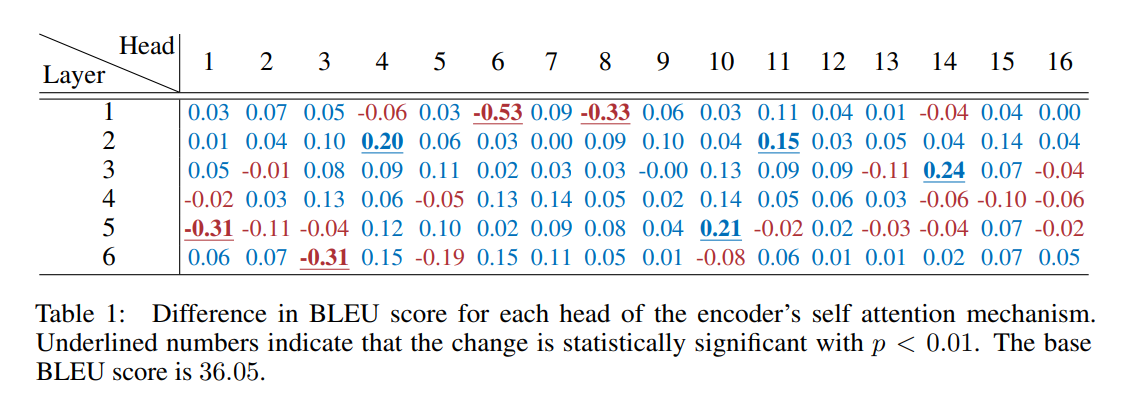 Head
Layer
1 2 3 4 5 6 7 8 9 10 11 12 13 14 15 16
1 0.03 0.07 0.05 -0.06 0.03 -0.53 0.09 -0.33 0.06 0.03 0.11 0.04 0.01 -0.04 0.04 0.00
2 0.01 0.04 0.10 0.20 0.06 0.03 0.00 0.09 0.10 0.04 0.15 0.03 0.05 0.04 0.14 0.04
3 0.05 -0.01 0.08 0.09 0.11 0.02 0.03 0.03 -0.00 0.13 0.09 0.09 -0.11 0.24 0.07 -0.04
4 -0.02 0.03 0.13 0.06 -0.05 0.13 0.14 0.05 0.02 0.14 0.05 0.06 0.03 -0.06 -0.10 -0.06
5 -0.31 -0.11 -0.04 0.12 0.10 0.02 0.09 0.08 0.04 0.21 -0.02 0.02 -0.03 -0.04 0.07 -0.02
6 0.06 0.07 -0.31 0.15 -0.19 0.15 0.11 0.05 0.01 -0.08 0.06 0.01 0.01 0.02 0.07 0.05
Table 1: Difference in BLEU score for each head of the encoder's self attention mechanism.
Underlined numbers indicate that the change is statistically significant with p < 0.01. The base
BLEU score is 36.05.